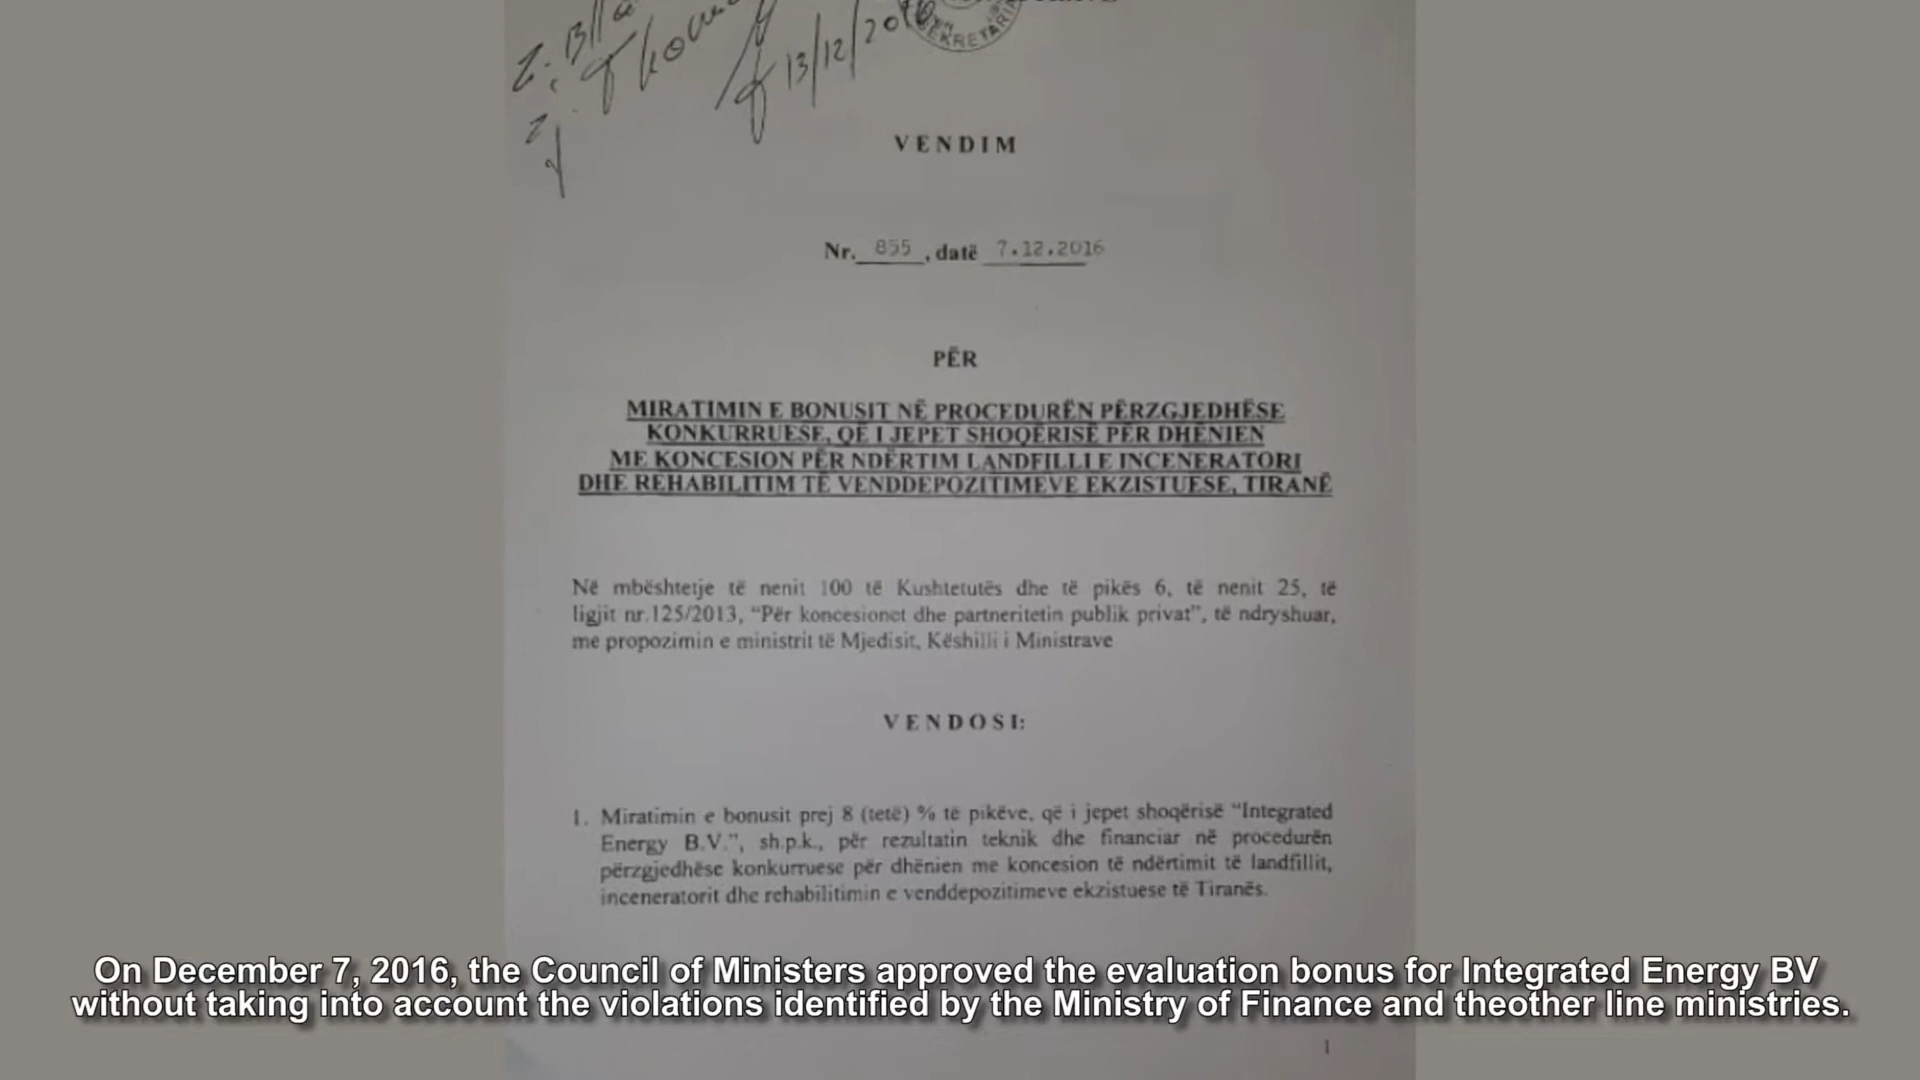 13/12/2016
SEKRETARI
VENDIM
Nr. 855, datë 7.12.2016
PËR
MIRATIMIN E BONUSIT NË PROCEDURËN PËRZGJEDHËSE
KONKURRUESE, QË I JEPET SHOQËRISË PËR DHËNIEN
ME KONCESION PËR NDËRTIM LANDFILLI E INCENERATORI
DHE REHABILITIM TË VENDDEPOZITIMEVE EKZISTUESE, TIRANË
Në mbështetje të nenit 100 të Kushtetutës dhe të pikës 6, të nenit 25, të
ligjit nr.125/2013, “Për koncesionet dhe partneritetin publik privat”, të ndryshuar,
me propozimin e ministrit të Mjedisit, Këshilli i Ministrave
VENDOSI:
1. Miratimin e bonusit prej 8 (tetë) % të pikëve, që i jepet shoqërisë “Integrated
Energy B.V.”, sh.p.k., për rezultatin teknik dhe financiar në procedurën
përzgjedhëse konkurruese për dhënien me koncesion të ndërtimit të landfillit,
inceneratorit dhe rehabilitimin e venddepozitimeve ekzistuese të Tiranës.
On December 7, 2016, the Council of Ministers approved the evaluation bonus for Integrated Energy BV
without taking into account the violations identified by the Ministry of Finance and theother line ministries.
1